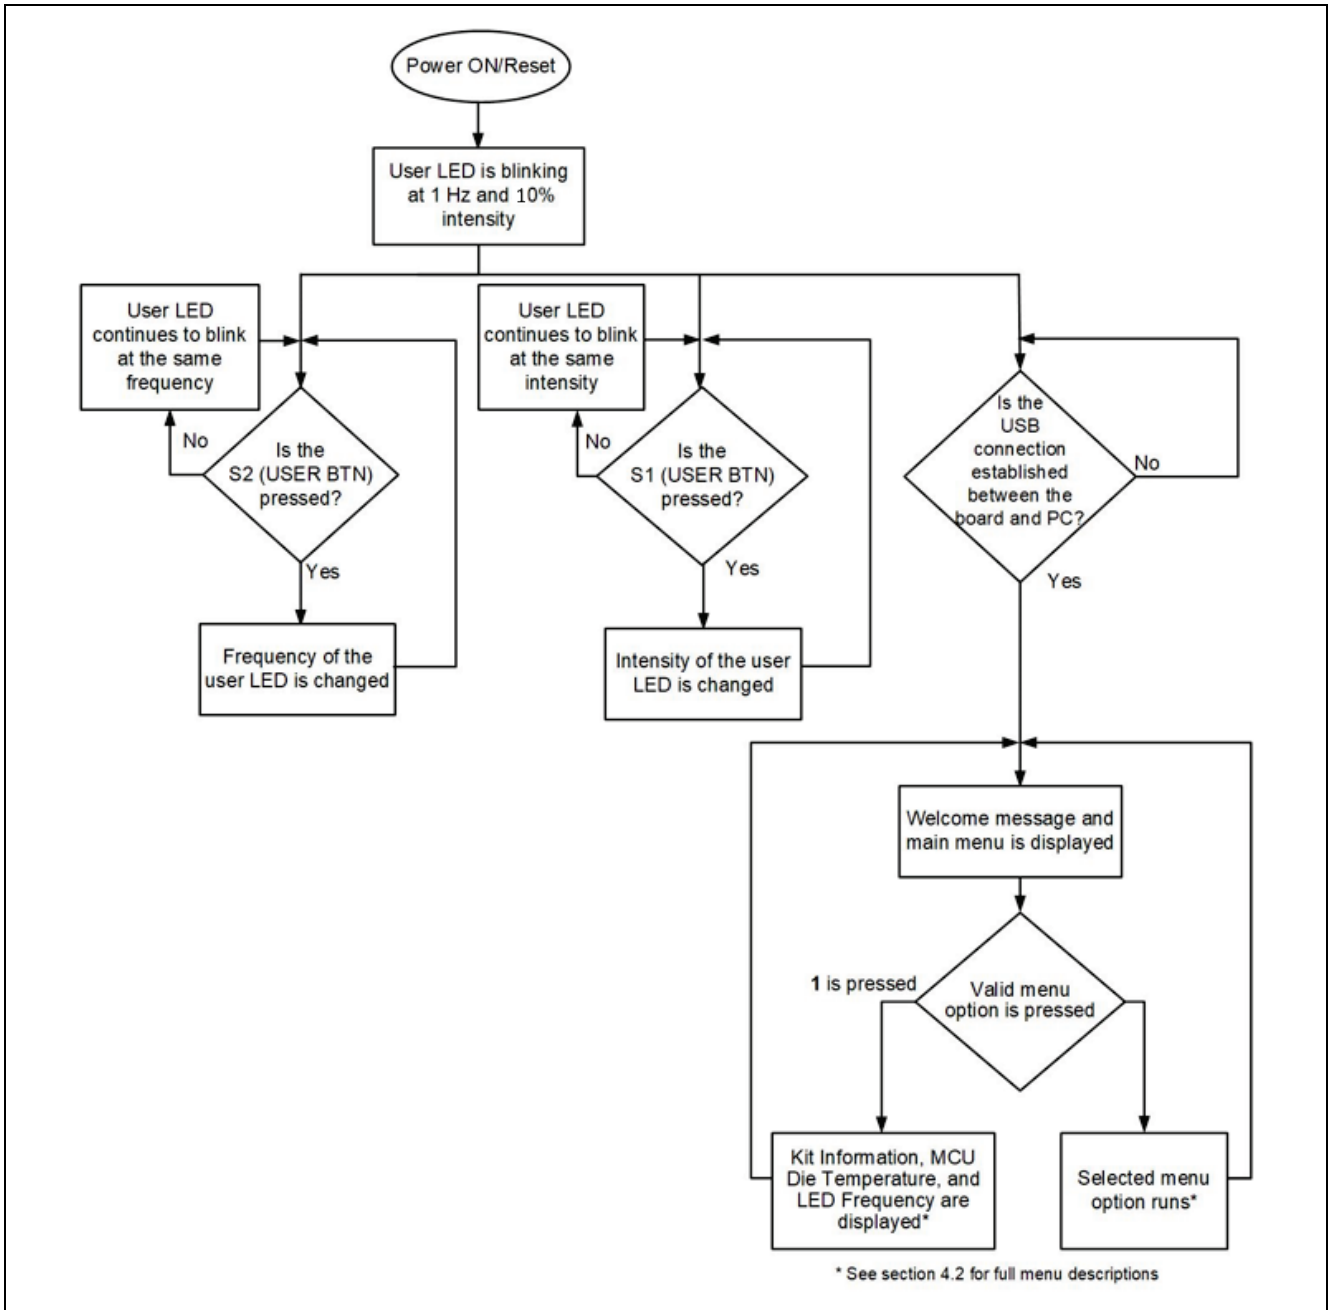 Power ON/Reset
User LED is blinking
at 1 Hz and 10%
intensity
User LED
continues to blink
at the same
frequency
User LED
continues to blink
at the same
intensity
No
Is the
S2 (USER BTN)
pressed?
Yes
No
Is the
S1 (USER BTN)
pressed?
Yes
Is the
USB
connection
established
between the
board and PC?
No
Yes
Frequency of the
user LED is changed
Intensity of the user
LED is changed
Welcome message and
main menu is displayed
1 is pressed
Valid menu
option is pressed
Kit Information, MCU
Die Temperature, and
LED Frequency are
displayed*
Selected menu
option runs*
* See section 4.2 for full menu descriptions